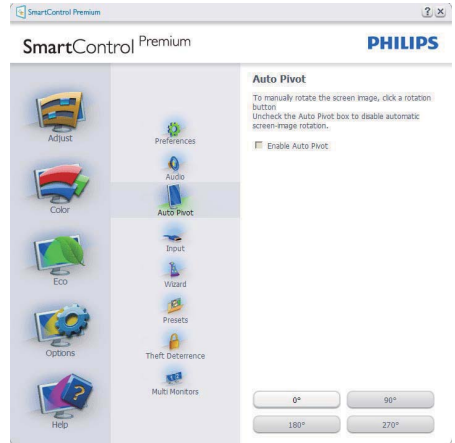 SmartControl Premium
? ×
SmartControl Premium
PHILIPS
Adjust
Color
Eco
Options
Help
Preferences
Audio
Auto Pivot
Input
Wizard
Presets
Theft Deterrence
Multi Monitors
Auto Pivot
To manually rotate the screen image, click a rotation
button
Uncheck the Auto Pivot box to disable automatic
screen-image rotation.
Enable Auto Pivot
0°
90°
180°
270°